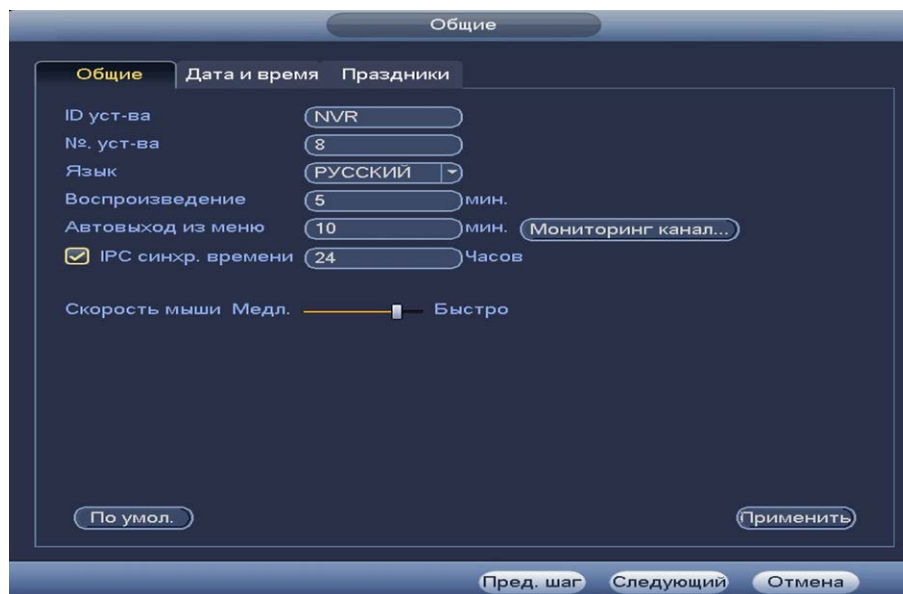 Общие
Общие Дата и время Праздники
ID уст-ва NVR
№. уст-ва 8
Язык РУССКИЙ
Воспроизведение 5 мин.
Автовыход из меню 10 мин. Мониторинг канал...
IPC синхр. времени 24 Часов
Скорость мыши Медл. Быстро
По умол. Применить
Пред. шаг Следующий Отмена